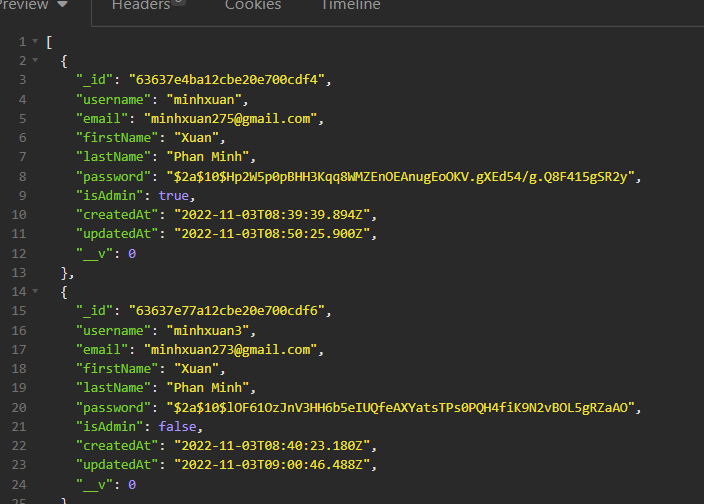 Preview Headers Cookies Timeline
1 [
2 {
3 "_id": "63637e4ba12cbe20e700cdf4",
4 "username": "minhxuan",
5 "email": "minhxuan275@gmail.com",
6 "firstName": "Xuan",
7 "lastName": "Phan Minh",
8 "password": "$2a$10$Hp2W5p0pBHH3Kqq8WMZEnOEAnugEoOKV.gXEd54/g.Q8F415gSR2y",
9 "isAdmin": true,
10 "createdAt": "2022-11-03T08:39:39.894Z",
11 "updatedAt": "2022-11-03T08:50:25.900Z",
12 "__v": 0
13 },
14 {
15 "_id": "63637e77a12cbe20e700cdf6",
16 "username": "minhxuan3",
17 "email": "minhxuan273@gmail.com",
18 "firstName": "Xuan",
19 "lastName": "Phan Minh",
20 "password": "$2a$10$lOF61OzJnV3HH6b5eIUQfeAXYatsTPs0PQH4fiK9N2vBOL5gRZaAO",
21 "isAdmin": false,
22 "createdAt": "2022-11-03T08:40:23.180Z",
23 "updatedAt": "2022-11-03T09:00:46.488Z",
24 "__v": 0
25 }